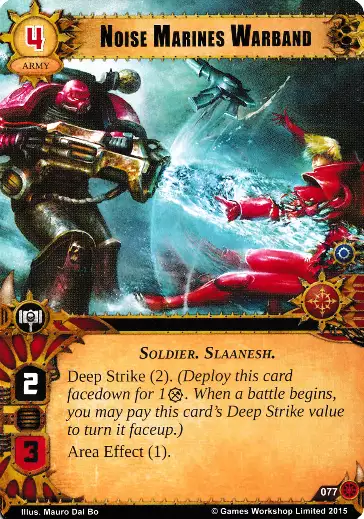 4
ARMY
NOISE MARINES WARBAND
SOLDIER. SLAANESH.
2
Deep Strike (2). (Deploy this card
facedown for 1. When a battle begins,
you may pay this card's Deep Strike value
to turn it faceup.)
3
Area Effect (1).
077
Illus. Mauro Dal Bo
© Games Workshop Limited 2015